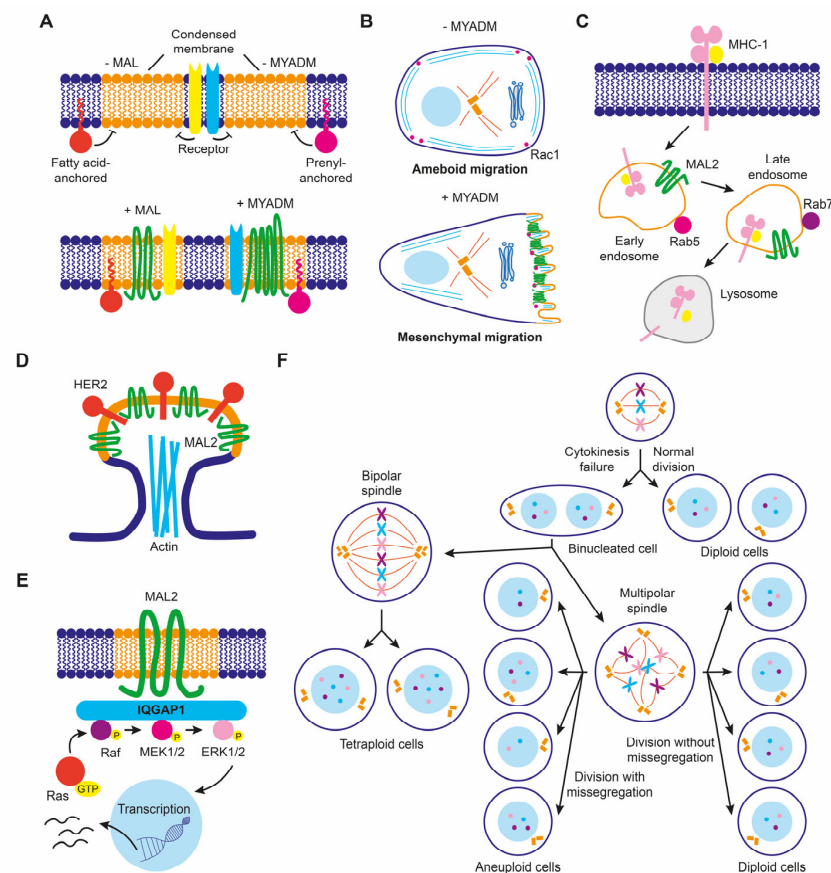 A
Condensed
membrane
- MAL
- MYADM
Receptor
Fatty acid-
anchored
Prenyl-
anchored
+ MAL
+ MYADM
B
- MYADM
Rac1
Ameboid migration
+ MYADM
Mesenchymal migration
C
MHC-1
MAL2
Late
endosome
Rab7
Early
endosome
Rab5
Lysosome
D
HER2
MAL2
Actin
E
MAL2
IQGAP1
P
P
P
Raf
MEK1/2
ERK1/2
Ras
GTP
Transcription
F
Cytokinesis
failure
Normal
division
Bipolar
spindle
Binucleated cell
Diploid cells
Multipolar
spindle
Tetraploid cells
Division without
missegregation
Division with
missegregation
Aneuploid cells
Diploid cells